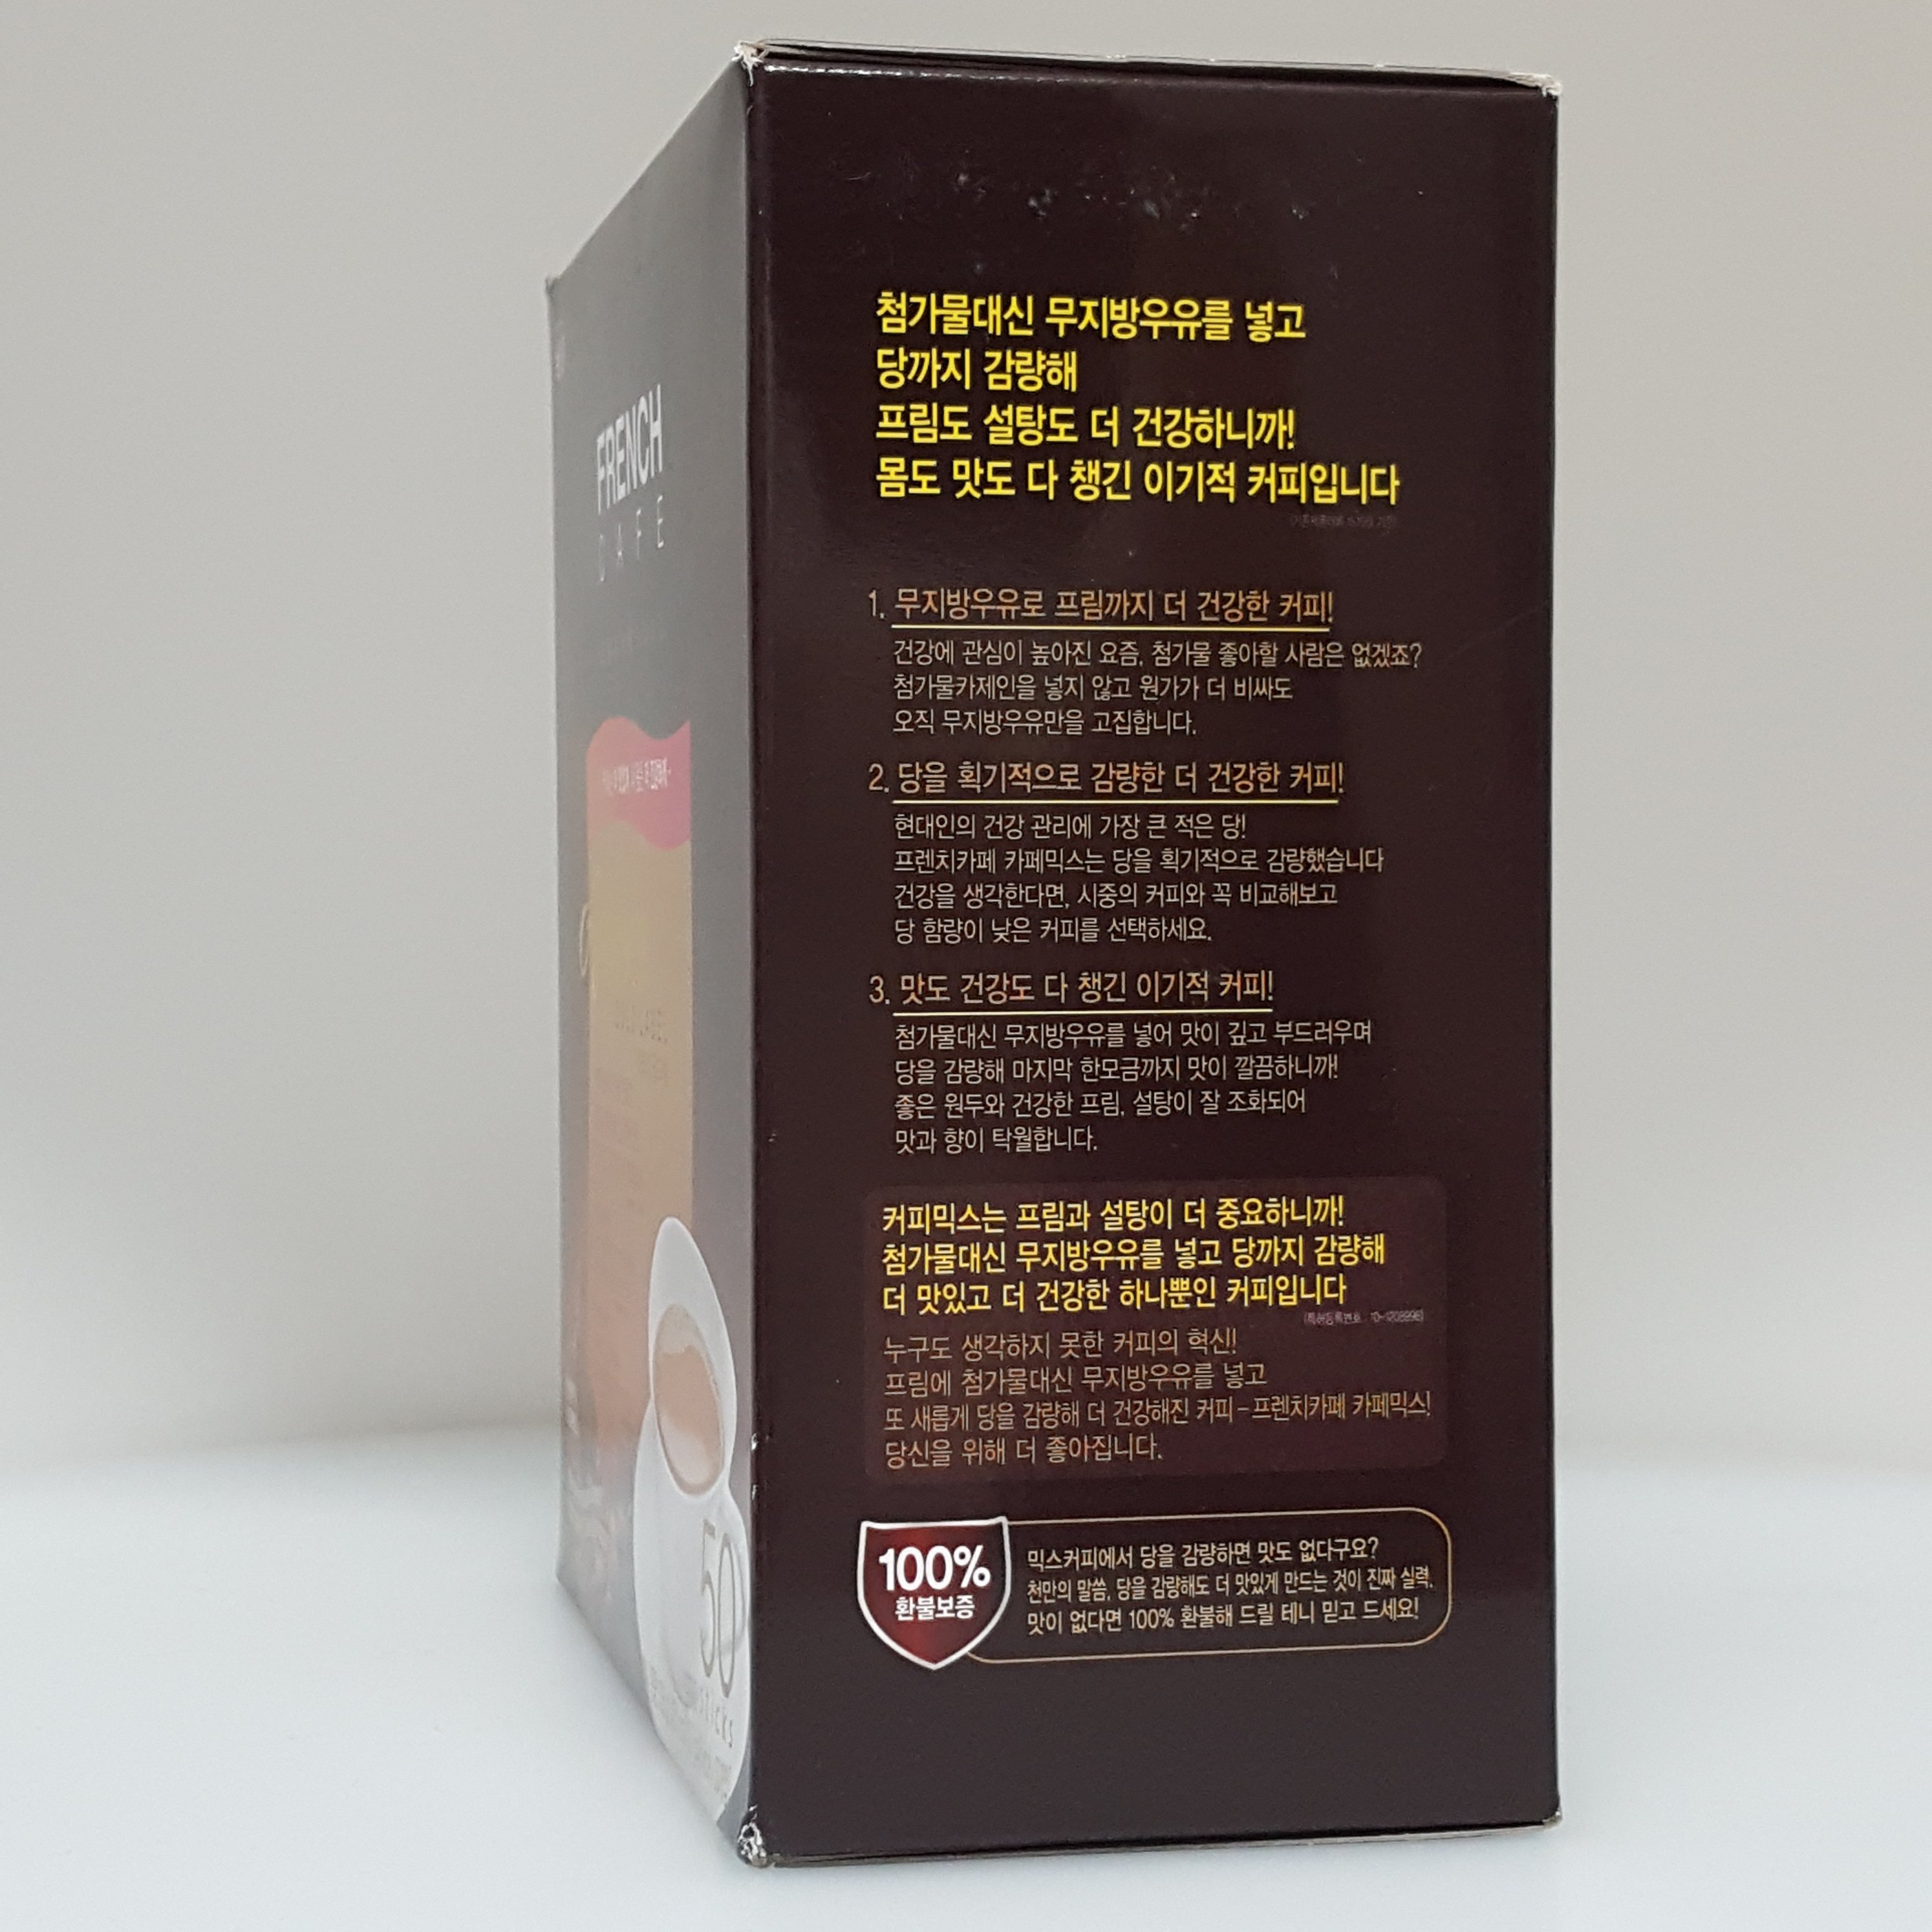 FRENCH
CAFE
50
sticks
첨가물대신 무지방우유를 넣고
당까지 감량해
프림도 설탕도 더 건강하니까!
몸도 맛도 다 챙긴 이기적 커피입니다
1. 무지방우유로 프림까지 더 건강한 커피!
건강에 관심이 높아진 요즘, 첨가물 좋아할 사람은 없겠죠?
첨가물카제인을 넣지 않고 원가가 더 비싸도
오직 무지방우유만을 고집합니다.
2. 당을 획기적으로 감량한 더 건강한 커피!
현대인의 건강 관리에 가장 큰 적은 당!
프렌치카페 카페믹스는 당을 획기적으로 감량했습니다
건강을 생각한다면, 시중의 커피와 꼭 비교해보고
당 함량이 낮은 커피를 선택하세요.
3. 맛도 건강도 다 챙긴 이기적 커피!
첨가물대신 무지방우유를 넣어 맛이 깊고 부드러우며
당을 감량해 마지막 한모금까지 맛이 깔끔하니까!
좋은 원두와 건강한 프림, 설탕이 잘 조화되어
맛과 향이 탁월합니다.
커피믹스는 프림과 설탕이 더 중요하니까!
첨가물대신 무지방우유를 넣고 당까지 감량해
더 맛있고 더 건강한 하나뿐인 커피입니다
(특허등록번호 : 10-1208996)
누구도 생각하지 못한 커피의 혁신!
프림에 첨가물대신 무지방우유를 넣고
또 새롭게 당을 감량해 더 건강해진 커피-프렌치카페 카페믹스!
당신을 위해 더 좋아집니다.
100%
환불보증
믹스커피에서 당을 감량하면 맛도 없다구요?
천만의 말씀, 당을 감량해도 더 맛있게 만드는 것이 진짜 실력.
맛이 없다면 100% 환불해 드릴 테니 믿고 드세요!